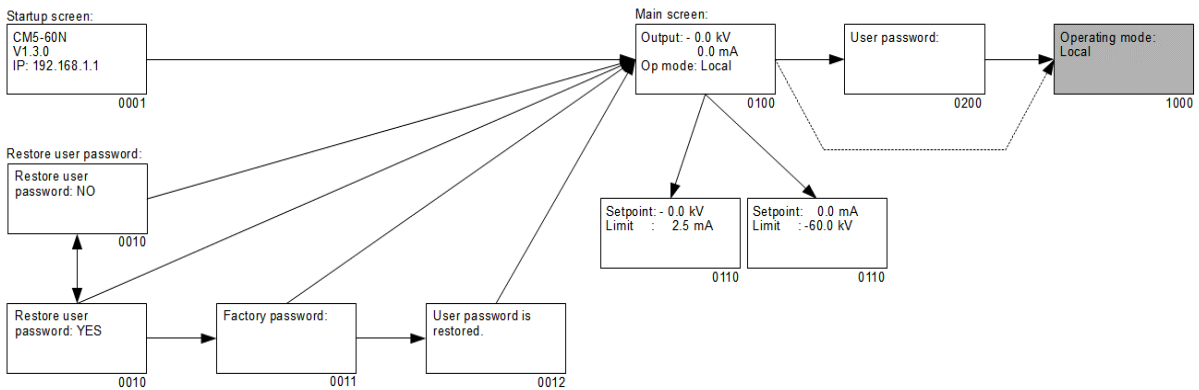 Startup screen:
CM5-60N
V1.3.0
IP: 192.168.1.1
0001
Main screen:
Output: - 0.0 kV
0.0 mA
Op mode: Local
0100
User password:
0200
Operating mode:
Local
1000
Restore user password:
Restore user
password: NO
0010
Setpoint: - 0.0 kV
Limit : 2.5 mA
0110
Setpoint: 0.0 mA
Limit : -60.0 kV
0110
Restore user
password: YES
0010
Factory password:
0011
User password is
restored.
0012